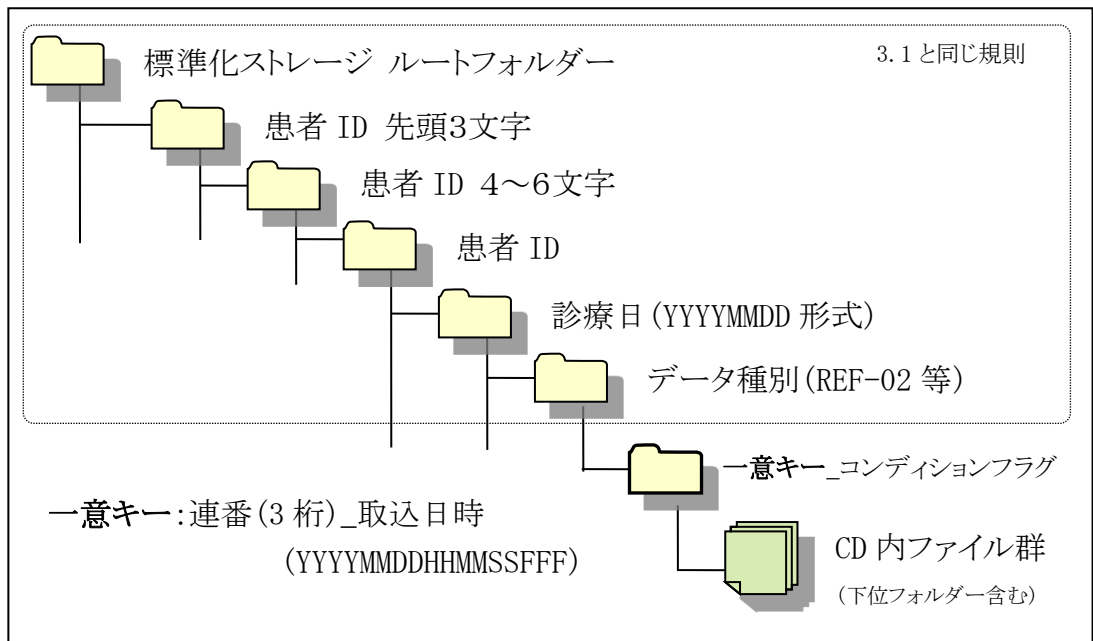 標準化ストレージ ルートフォルダー
3.1と同じ規則
患者 ID 先頭3文字
患者 ID 4~6文字
患者 ID
診療日(YYYYMMDD 形式)
データ種別(REF-02 等)
一意キー_コンディションフラグ
一意キー:連番(3 桁)_取込日時
(YYYYMMDDHHMMSSFFF)
CD 内ファイル群
(下位フォルダー含む)